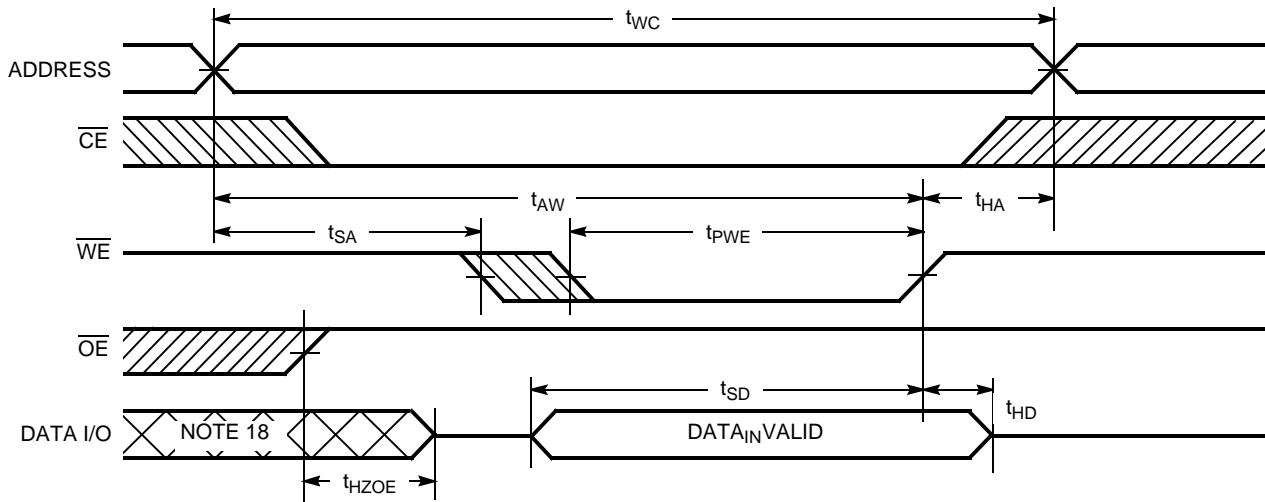 tWC
ADDRESS
CE
tAW
tHA
tSA
tPWE
WE
OE
tSD
tHD
DATA I/O
NOTE 18
DATAINVALID
tHZOE